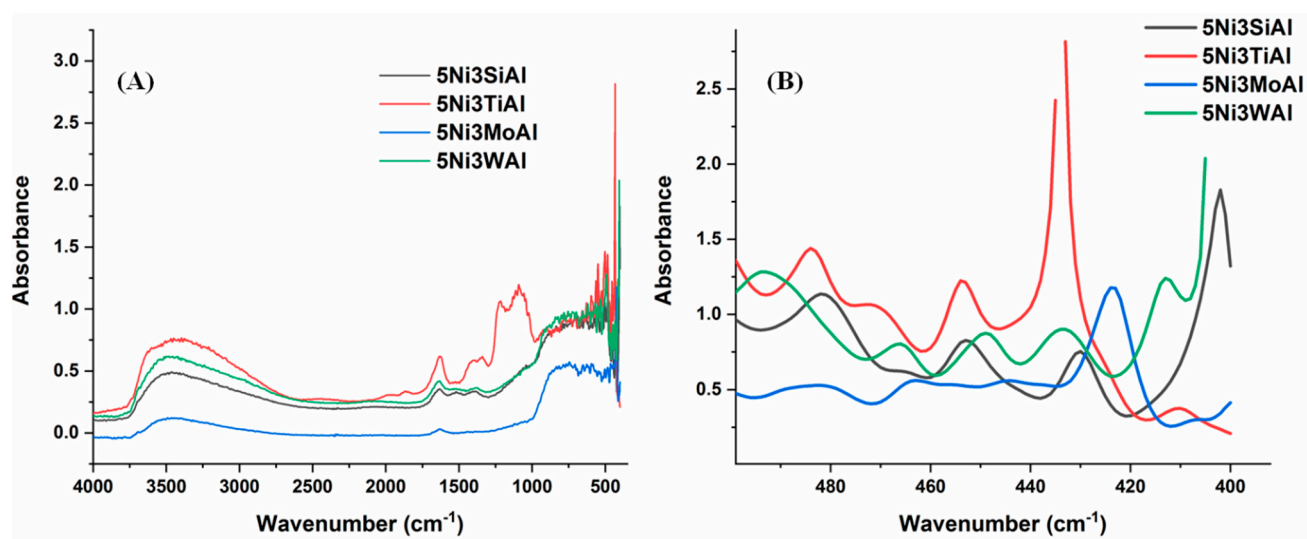 (A)
5Ni3SiAl
5Ni3TiAl
5Ni3MoAl
5Ni3WAl
Absorbance
3.0
2.5
2.0
1.5
1.0
0.5
0.0
4000 3500 3000 2500 2000 1500 1000 500
Wavenumber (cm-1)
(B)
5Ni3SiAl
5Ni3TiAl
5Ni3MoAl
5Ni3WAl
Absorbance
2.5
2.0
1.5
1.0
0.5
480 460 440 420 400
Wavenumber (cm-1)